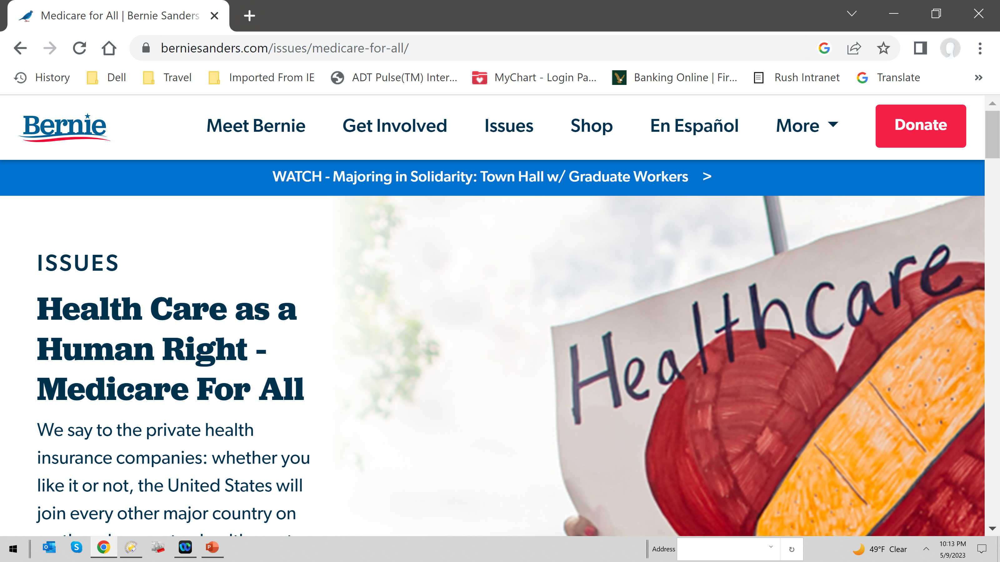 Medicare for All | Bernie Sanders
berniesanders.com/issues/medicare-for-all/
History Dell Travel Imported From IE ADT Pulse(TM) Inter... MyChart - Login Pa... Banking Online | Fir... Rush Intranet Translate »
Bernie Meet Bernie Get Involved Issues Shop En Español More Donate
WATCH - Majoring in Solidarity: Town Hall w/ Graduate Workers >
ISSUES
Health Care as a
Human Right -
Medicare For All
We say to the private health
insurance companies: whether you
like it or not, the United States will
join every other major country on
Healthcare
Address 49°F Clear 10:13 PM
5/9/2023